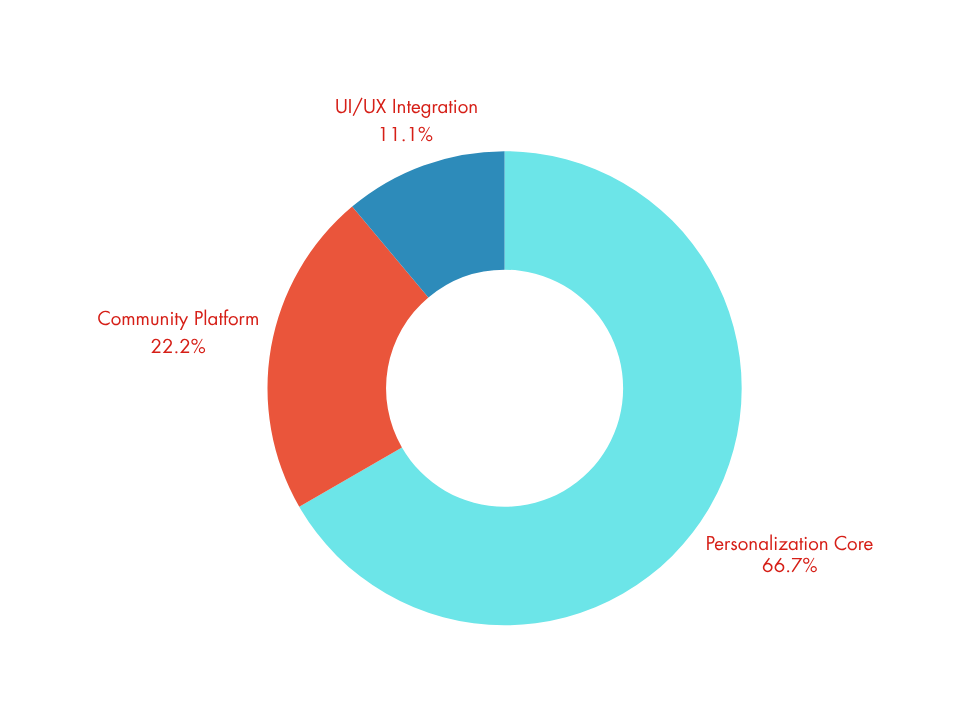 UI/UX Integration
11.1%
Community Platform
22.2%
Personalization Core
66.7%